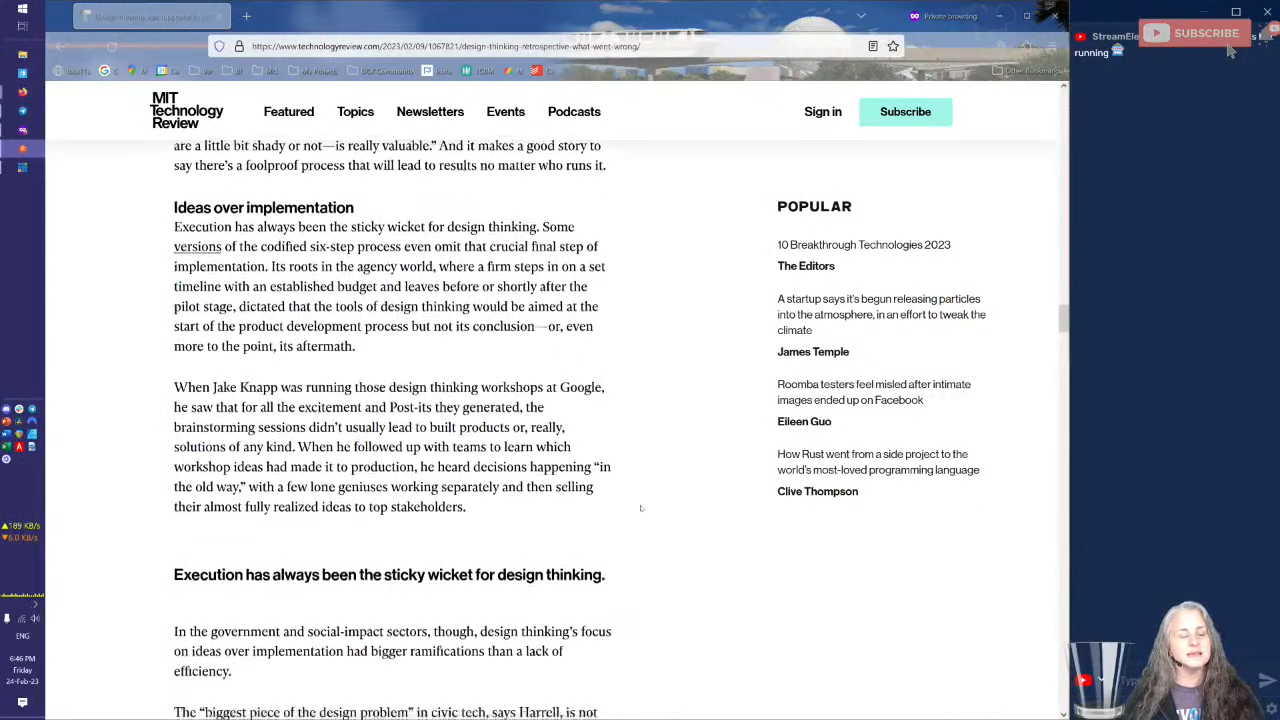 Private browsing
https://www.technologyreview.com/2023/02/09/1067821/design-thinking-retrospective-what-went-wrong/
SUBSCRIBE
StreamEle
running
MIT
Technology
Review
Featured
Topics
Newsletters
Events
Podcasts
Sign in
Subscribe
are a little bit shady or not—is really valuable.” And it makes a good story to
say there’s a foolproof process that will lead to results no matter who runs it.
Ideas over implementation
Execution has always been the sticky wicket for design thinking. Some
versions of the codified six-step process even omit that crucial final step of
implementation. Its roots in the agency world, where a firm steps in on a set
timeline with an established budget and leaves before or shortly after the
pilot stage, dictated that the tools of design thinking would be aimed at the
start of the product development process but not its conclusion—or, even
more to the point, its aftermath.
When Jake Knapp was running those design thinking workshops at Google,
he saw that for all the excitement and Post-its they generated, the
brainstorming sessions didn’t usually lead to built products or, really,
solutions of any kind. When he followed up with teams to learn which
workshop ideas had made it to production, he heard decisions happening “in
the old way,” with a few lone geniuses working separately and then selling
their almost fully realized ideas to top stakeholders.
Execution has always been the sticky wicket for design thinking.
In the government and social-impact sectors, though, design thinking’s focus
on ideas over implementation had bigger ramifications than a lack of
efficiency.
The “biggest piece of the design problem” in civic tech, says Harrell, is not
POPULAR
10 Breakthrough Technologies 2023
The Editors
A startup says it’s begun releasing particles
into the atmosphere, in an effort to tweak the
climate
James Temple
Roomba testers feel misled after intimate
images ended up on Facebook
Eileen Guo
How Rust went from a side project to the
world’s most-loved programming language
Clive Thompson
189 KB/s
6.0 KB/s
ENG
6:46 PM
Friday
24-Feb-23
Other Bookmarks